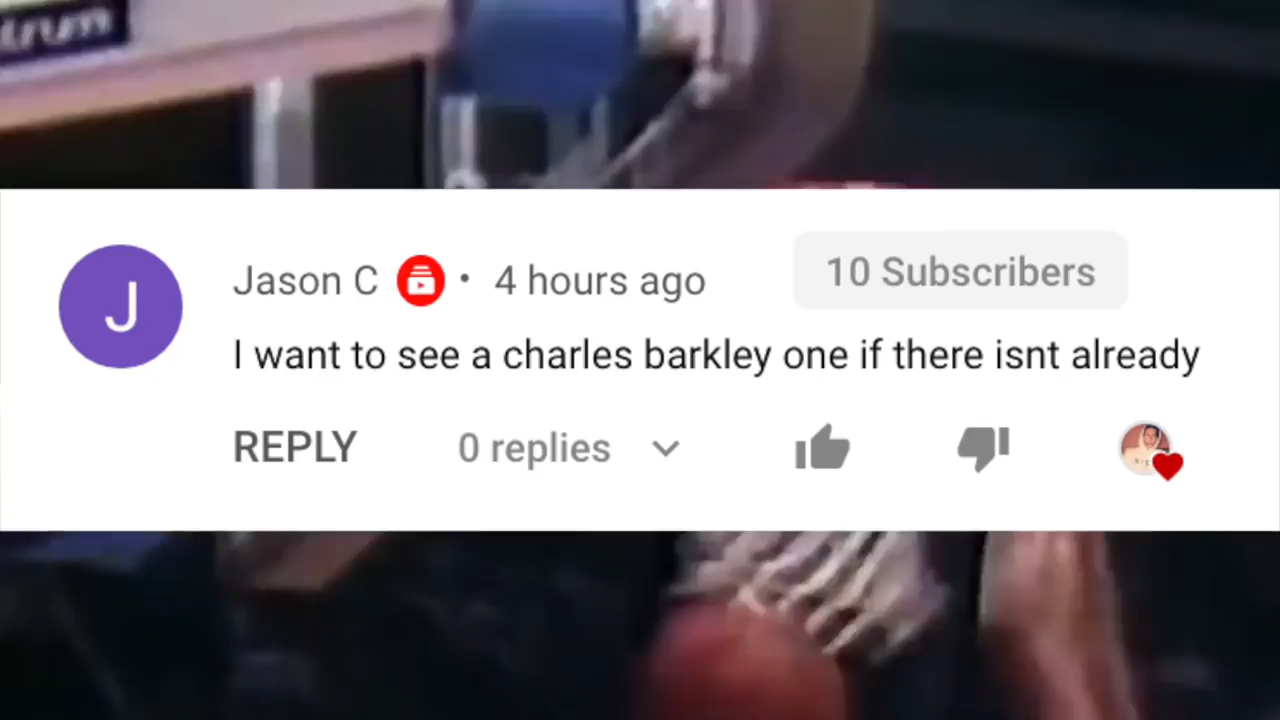 trum
Jason C • 4 hours ago
10 Subscribers
I want to see a charles barkley one if there isnt already
REPLY
0 replies
J